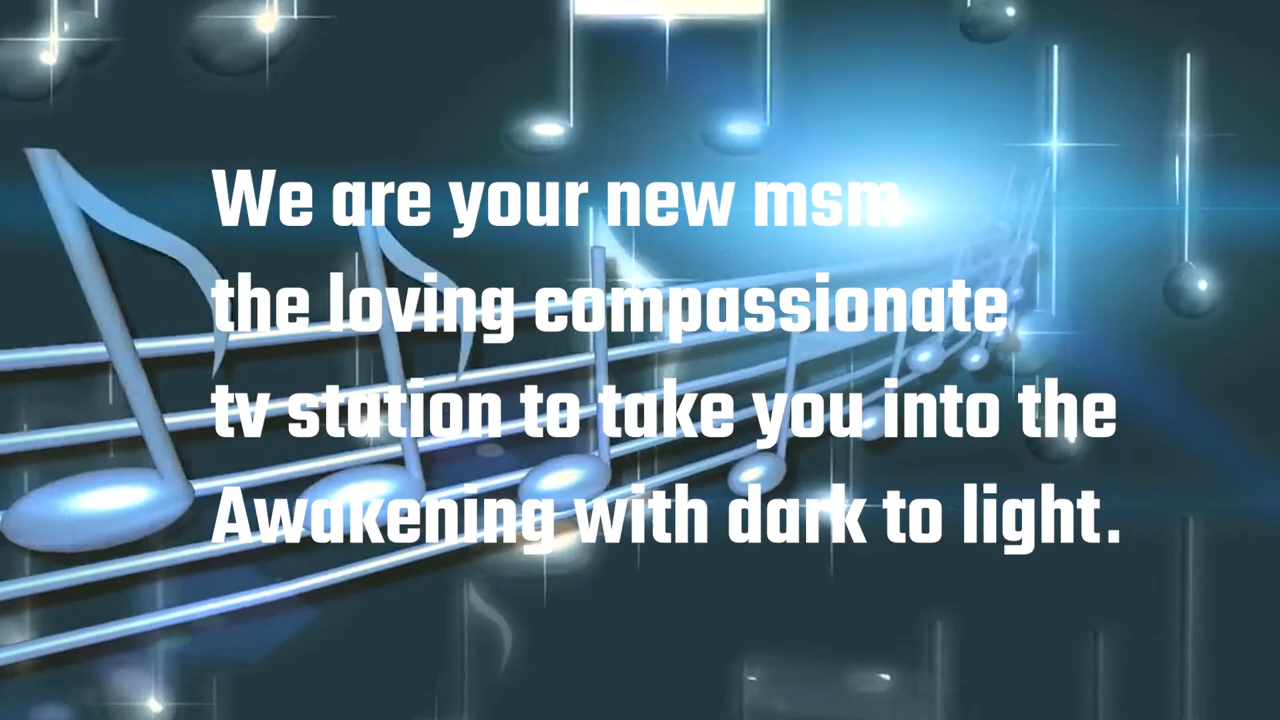 We are your new msm
the loving compassionate
tv station to take you into the
Awakening with dark to light.